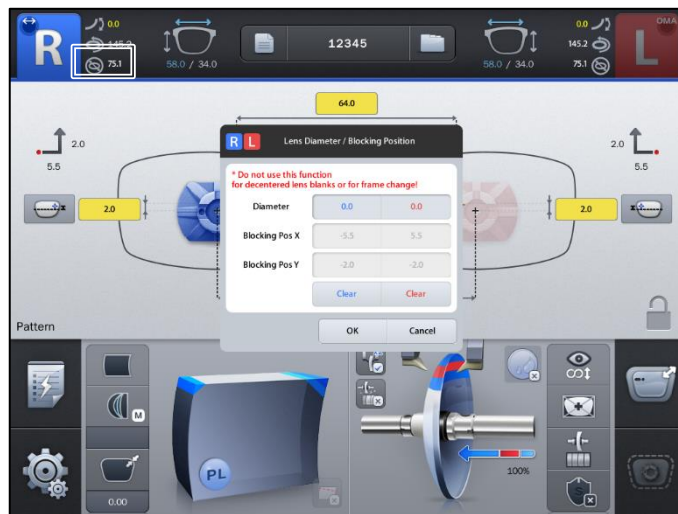 R
0.0
145.2
75.1
58.0 / 34.0
12345
58.0 / 34.0
0.0
145.2
75.1
DMA
L
64.0
2.0
5.5
2.0
R L Lens Diameter / Blocking Position
* Do not use this function
for decentered lens blanks or for frame change!
Diameter 0.0 0.0
Blocking Pos X -5.5 5.5
Blocking Pos Y -2.0 -2.0
Clear Clear
OK Cancel
2.0
5.5
2.0
Pattern
M
0.00
PL
100%
S